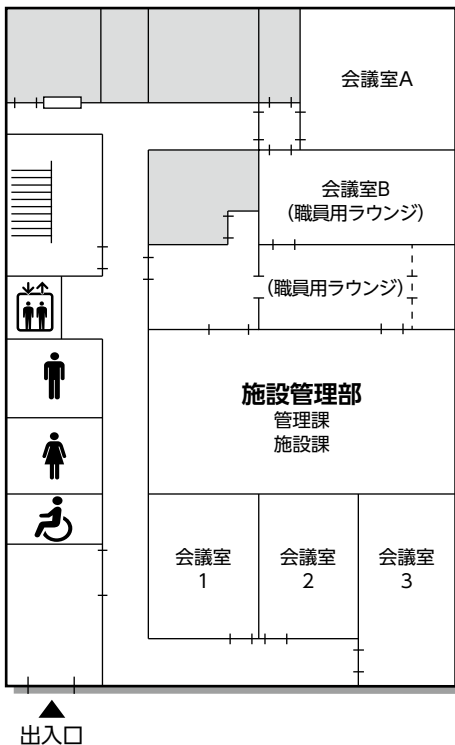 会議室A
会議室B
(職員用ラウンジ)
(職員用ラウンジ)
施設管理部
管理課
施設課
会議室
1
会議室
2
会議室
3
出入口